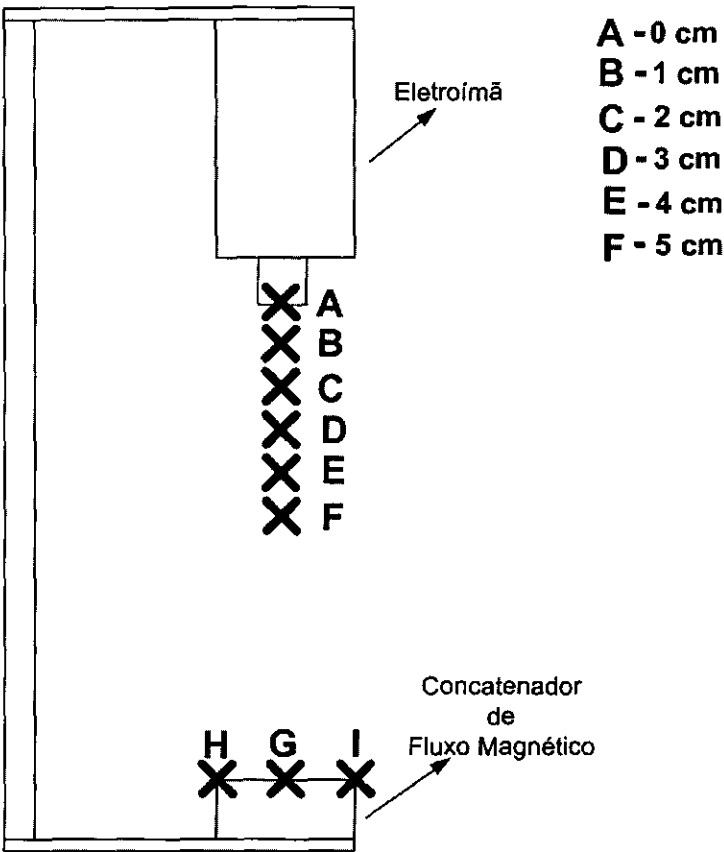 A - 0 cm
B - 1 cm
C - 2 cm
D - 3 cm
E - 4 cm
F - 5 cm
Eletroímã
A
B
C
D
E
F
Concatenador
de
Fluxo Magnético
H G I